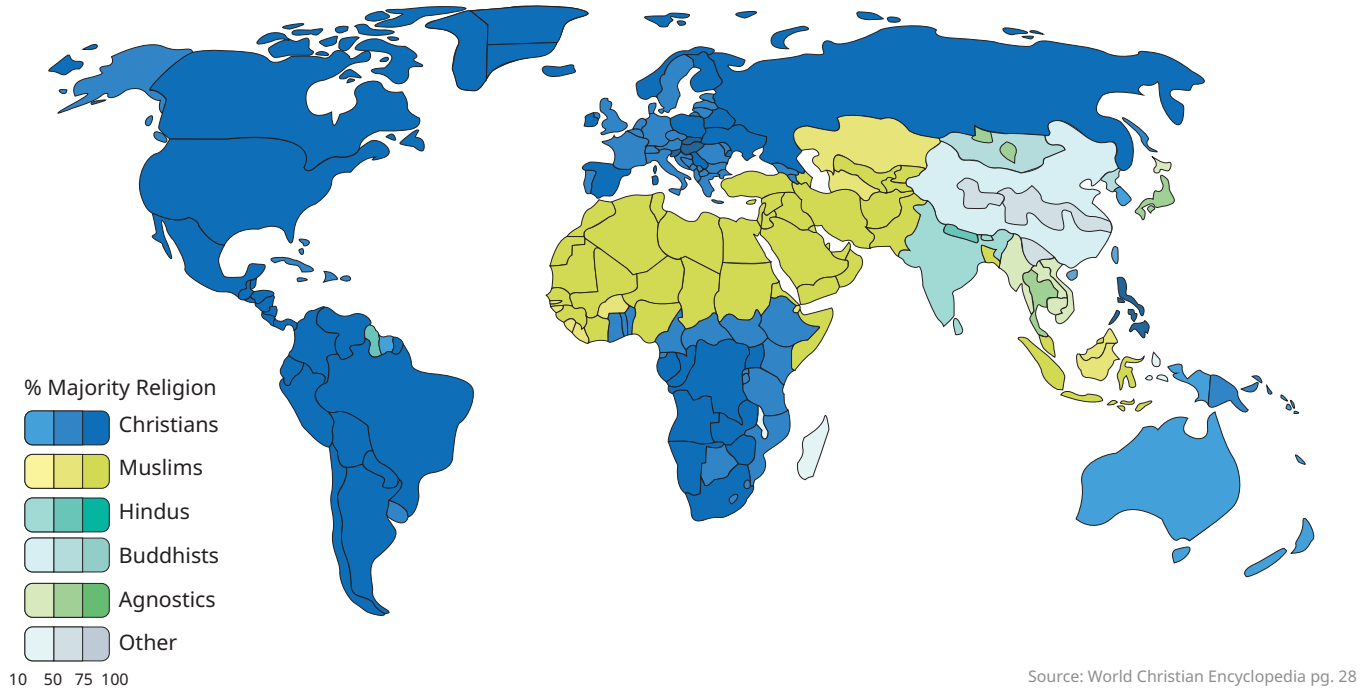 % Majority Religion
Christians
Muslims
Hindus
Buddhists
Agnostics
Other
10 50 75 100
Source: World Christian Encyclopedia pg. 28